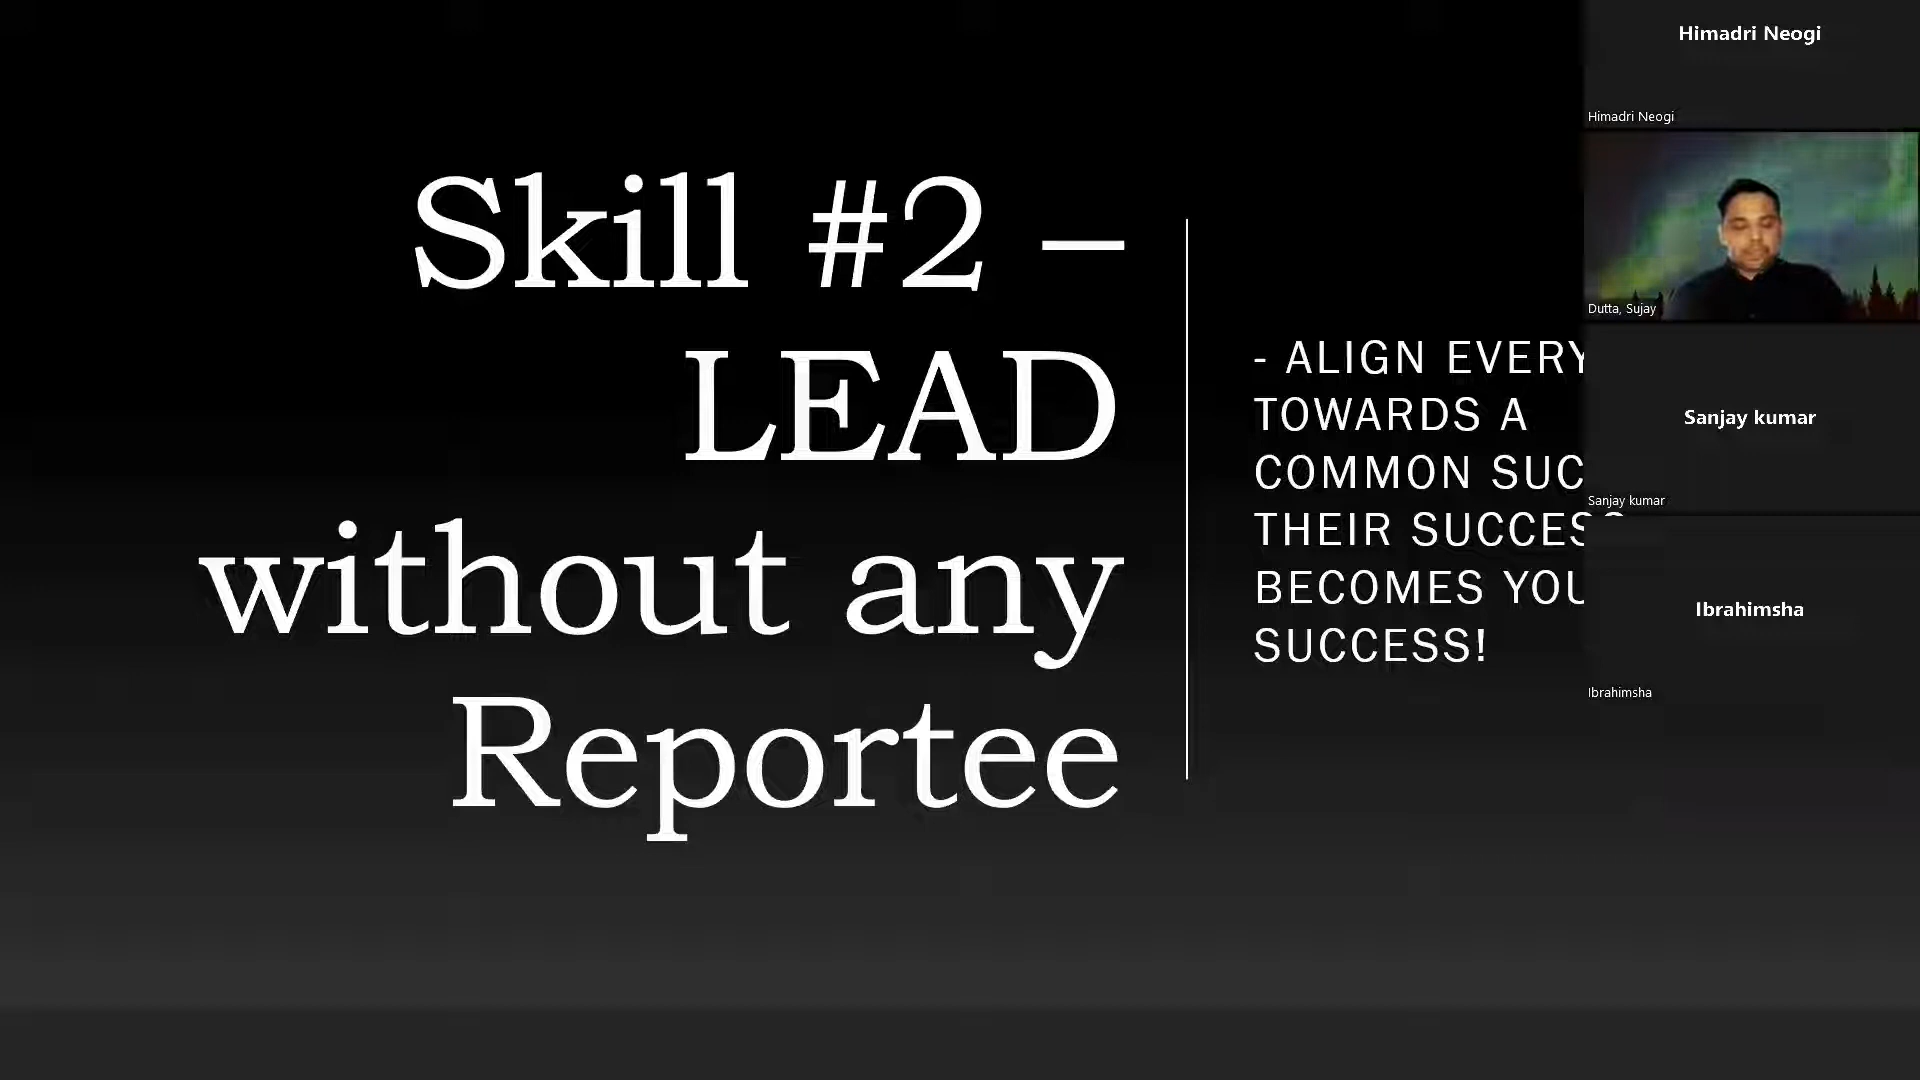 Skill #2 –
LEAD
without any
Reportee
- ALIGN EVERY
TOWARDS A
COMMON SUC
THEIR SUCCESS
BECOMES YOU
SUCCESS!
Himadri Neogi
Himadri Neogi
Dutta, Sujay
Sanjay kumar
Sanjay kumar
Ibrahimsha
Ibrahimsha